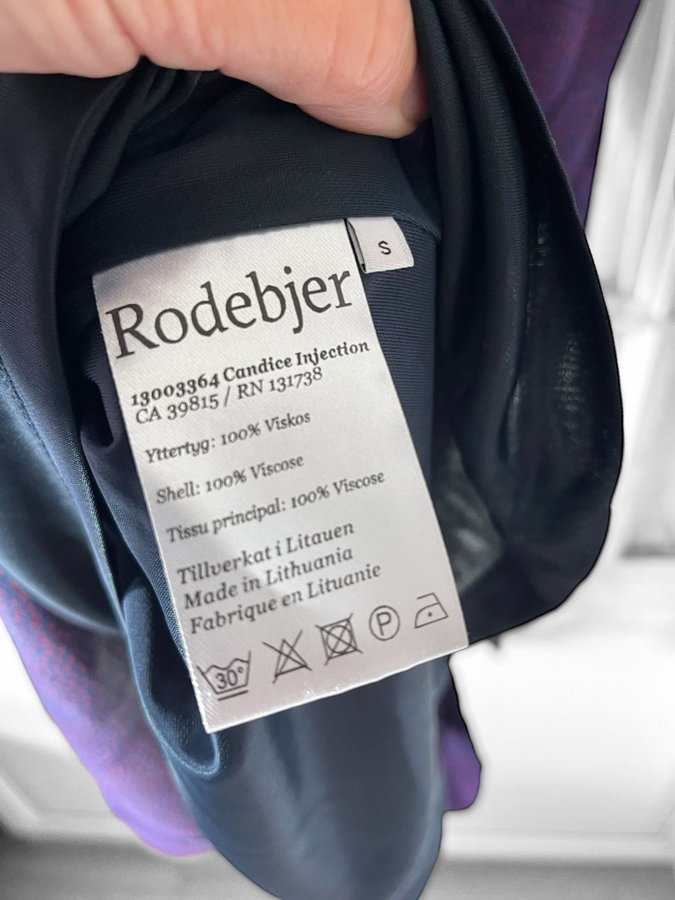 S
Rodebjer
13003364 Candice Injection
CA 39815 / RN 131738
Yttertyg: 100% Viskos
Shell: 100% Viscose
Tissu principal: 100% Viscose
Tillverkat i Litauen
Made in Lithuania
Fabrique en Lituanie
30° P